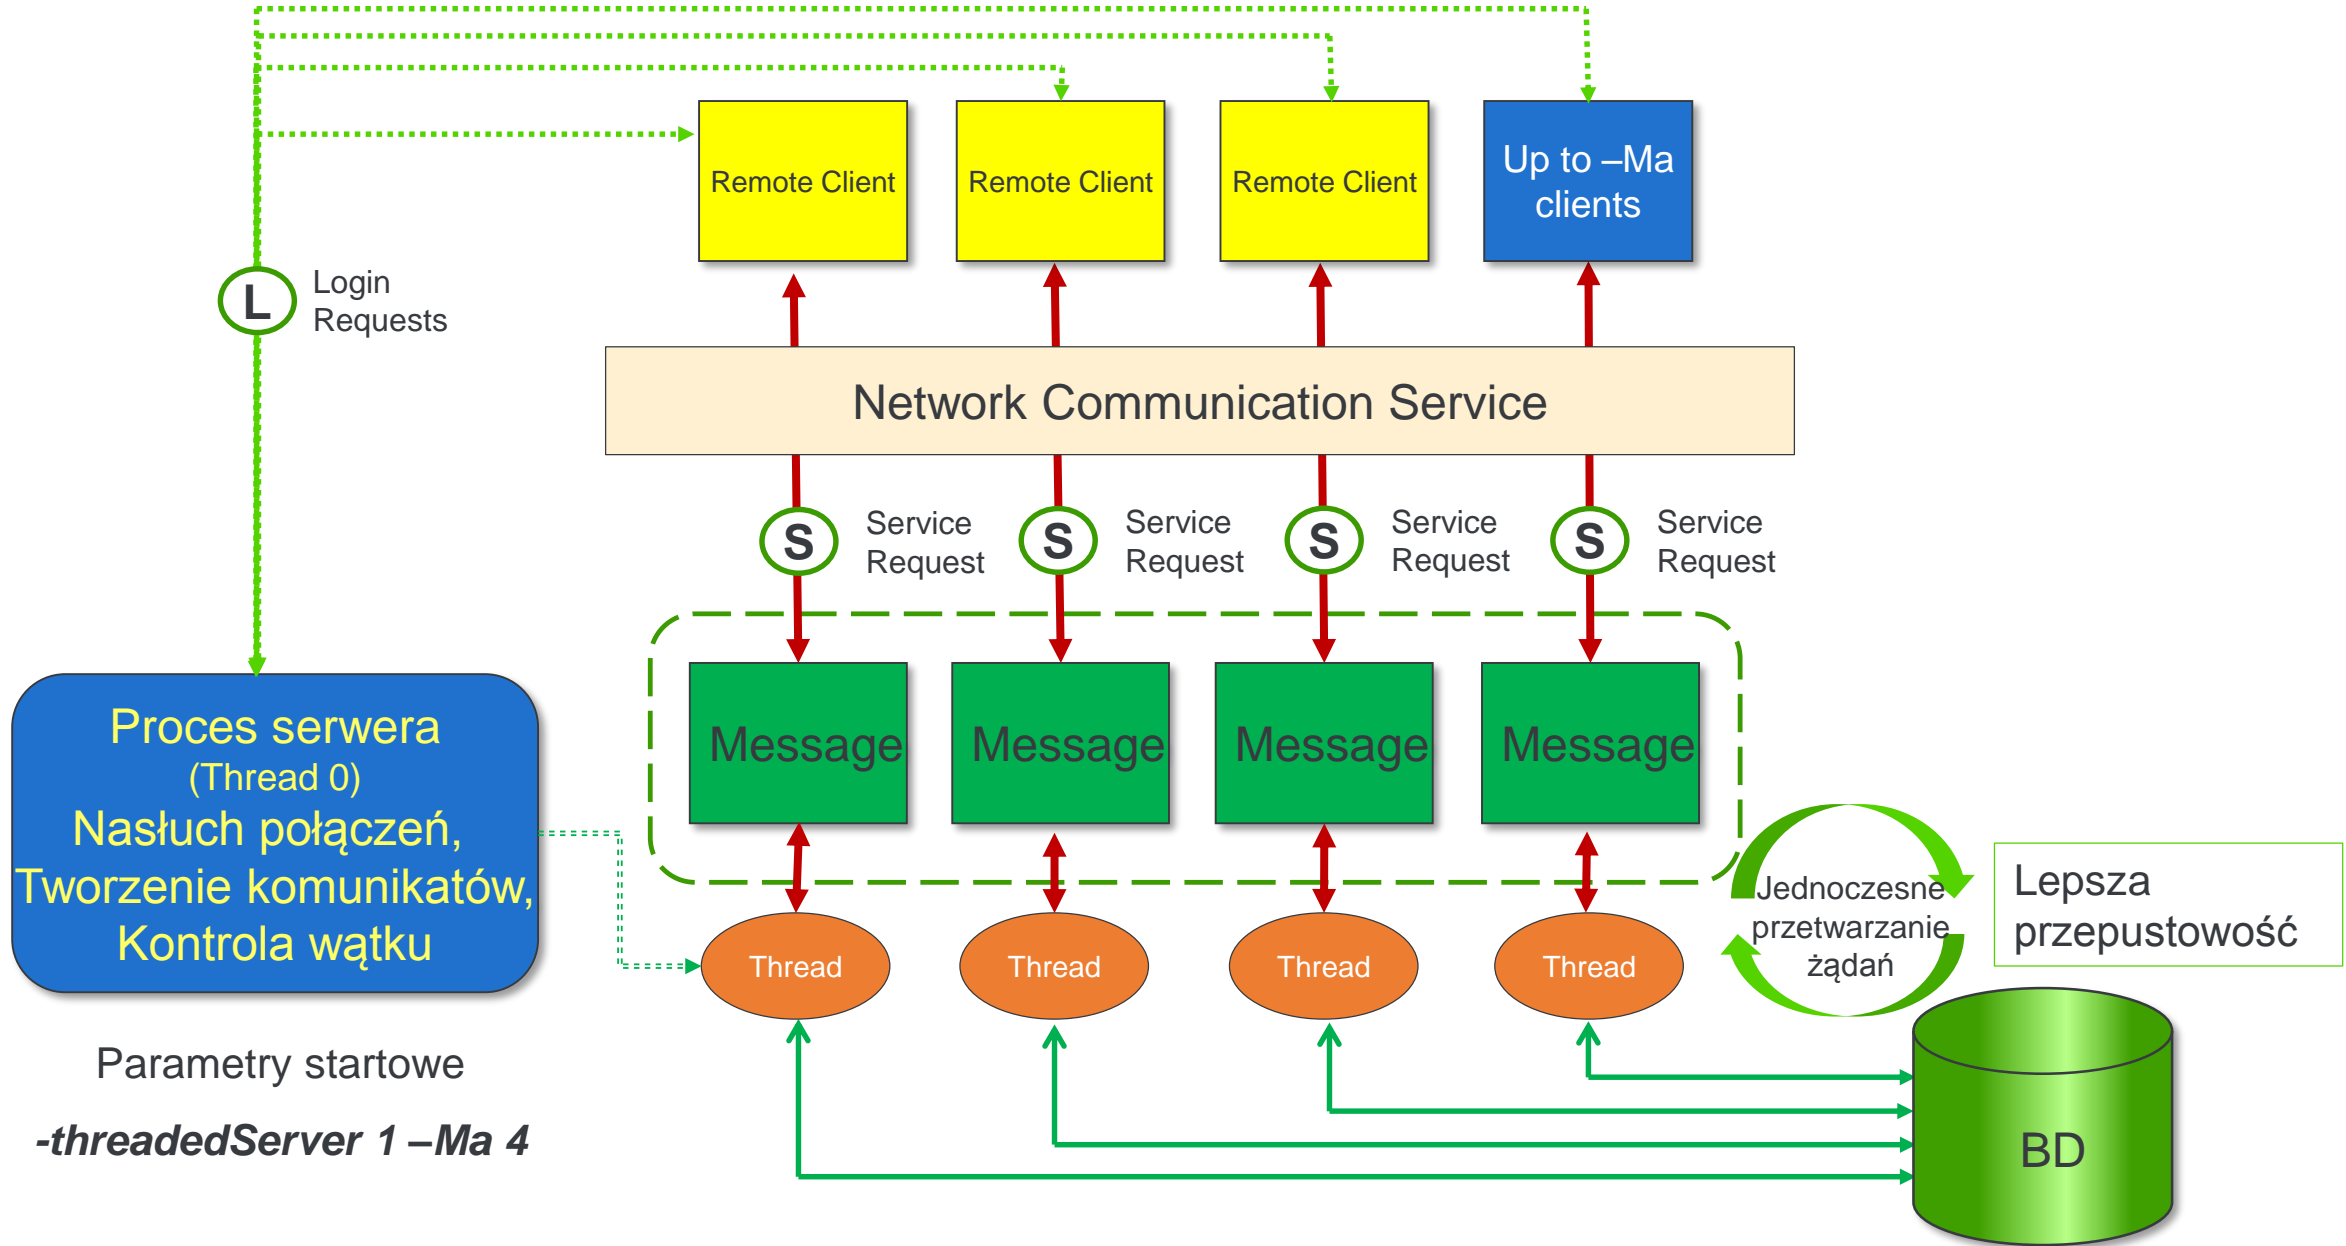 Remote Client
Remote Client
Remote Client
Up to –Ma
clients
L
Login
Requests
Network Communication Service
S
Service
Request
S
Service
Request
S
Service
Request
S
Service
Request
Message
Message
Message
Message
Proces serwera
(Thread 0)
Nasłuch połączeń,
Tworzenie komunikatów,
Kontrola wątku
Jednoczesne
przetwarzanie
żądań
Lepsza
przepustowość
Thread
Thread
Thread
Thread
Parametry startowe
-threadedServer 1 –Ma 4
BD